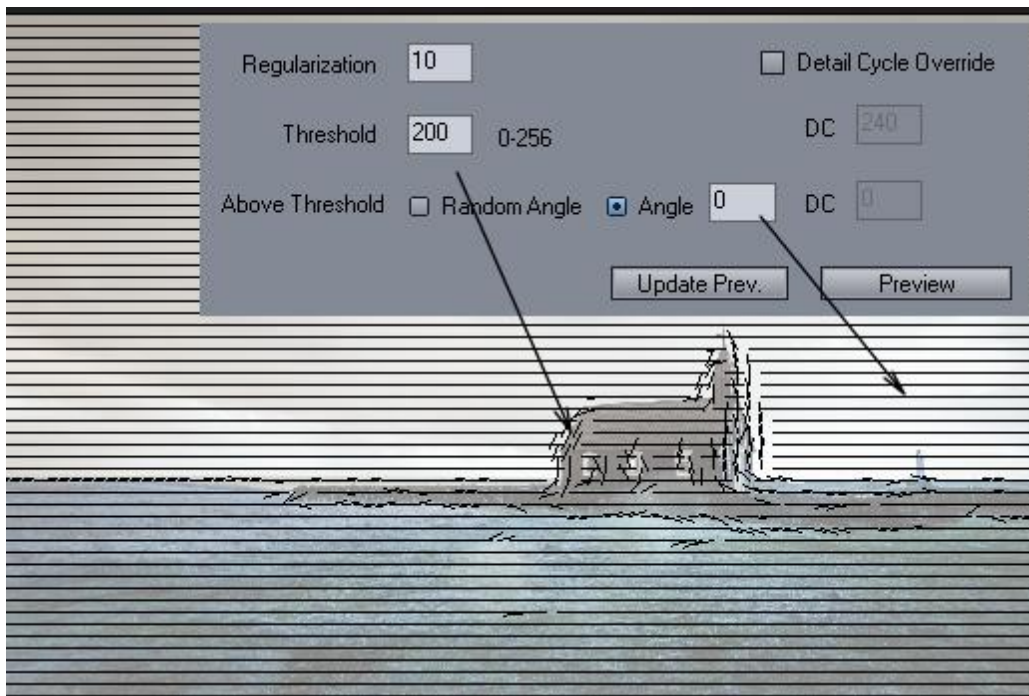 Regularization 10 Detail Cycle Override
Threshold 200 0-256 DC 240
Above Threshold Random Angle Angle 0 DC 0
Update Prev. Preview